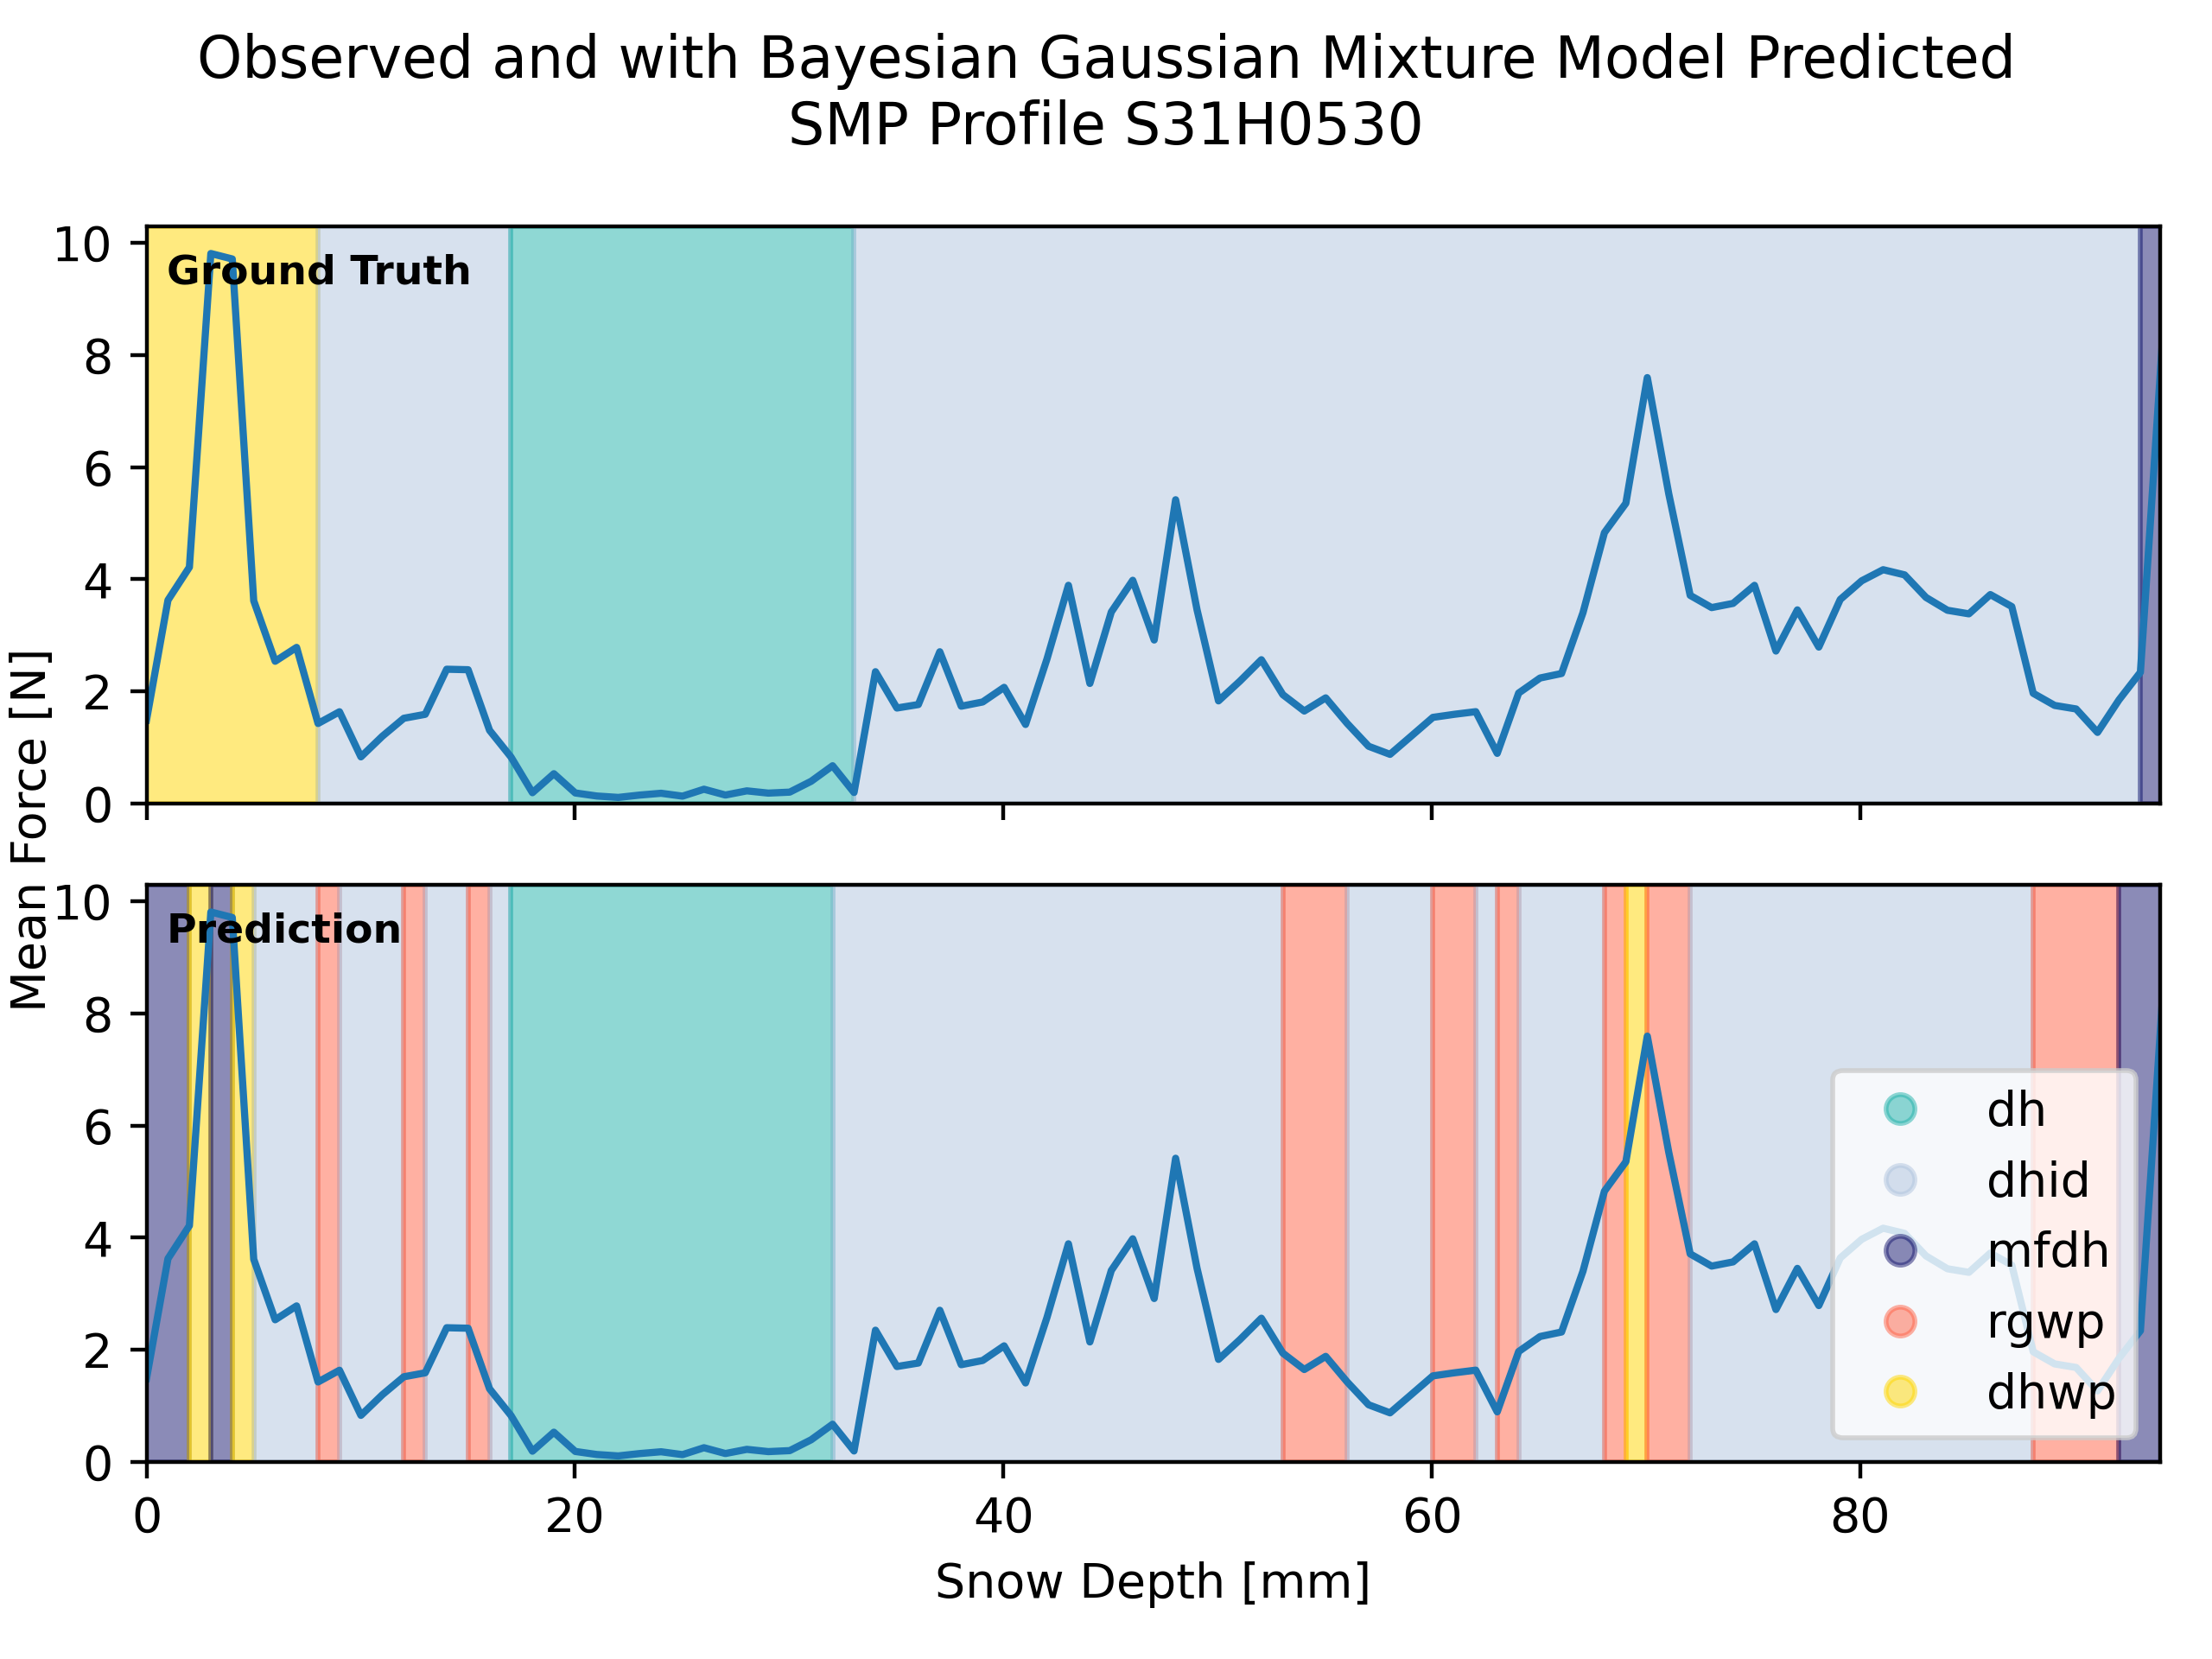 Observed and with Bayesian Gaussian Mixture Model Predicted
SMP Profile S31H0530
Mean Force [N]
10
8
6
4
2
0
Ground Truth
10
8
6
4
2
0
Prediction
dh
dhid
mfdh
rgwp
dhwp
0 20 40 60 80
Snow Depth [mm]